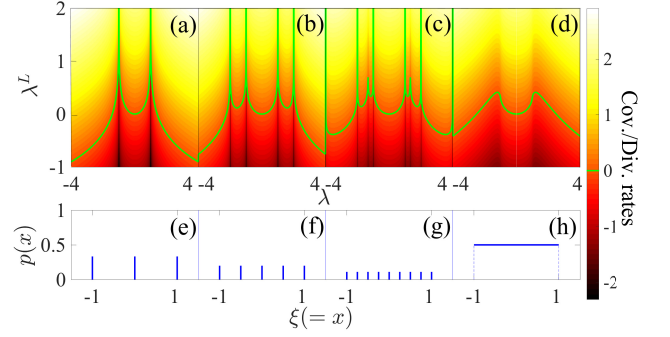 2
1
0
-1
λ^L
(a)
(b)
(c)
(d)
-4
4 -4
4 -4
4 -4
4
λ
2
1
0
-1
-2
Cov./Div. rates
1
0.5
0
p(x)
(e)
(f)
(g)
(h)
-1
1
-1
1
-1
1
-1
1
ξ(= x)